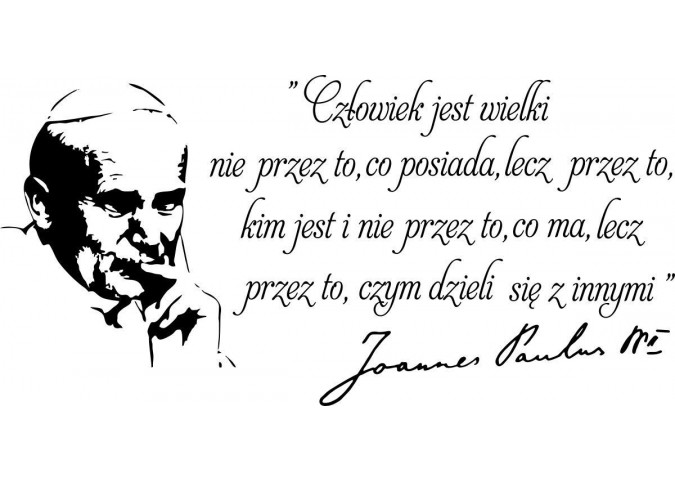 "Człowiek jest wielki
nie przez to, co posiada, lecz przez to,
kim jest i nie przez to, co ma, lecz
przez to, czym dzieli się z innymi"
Joannes Paulus PP II